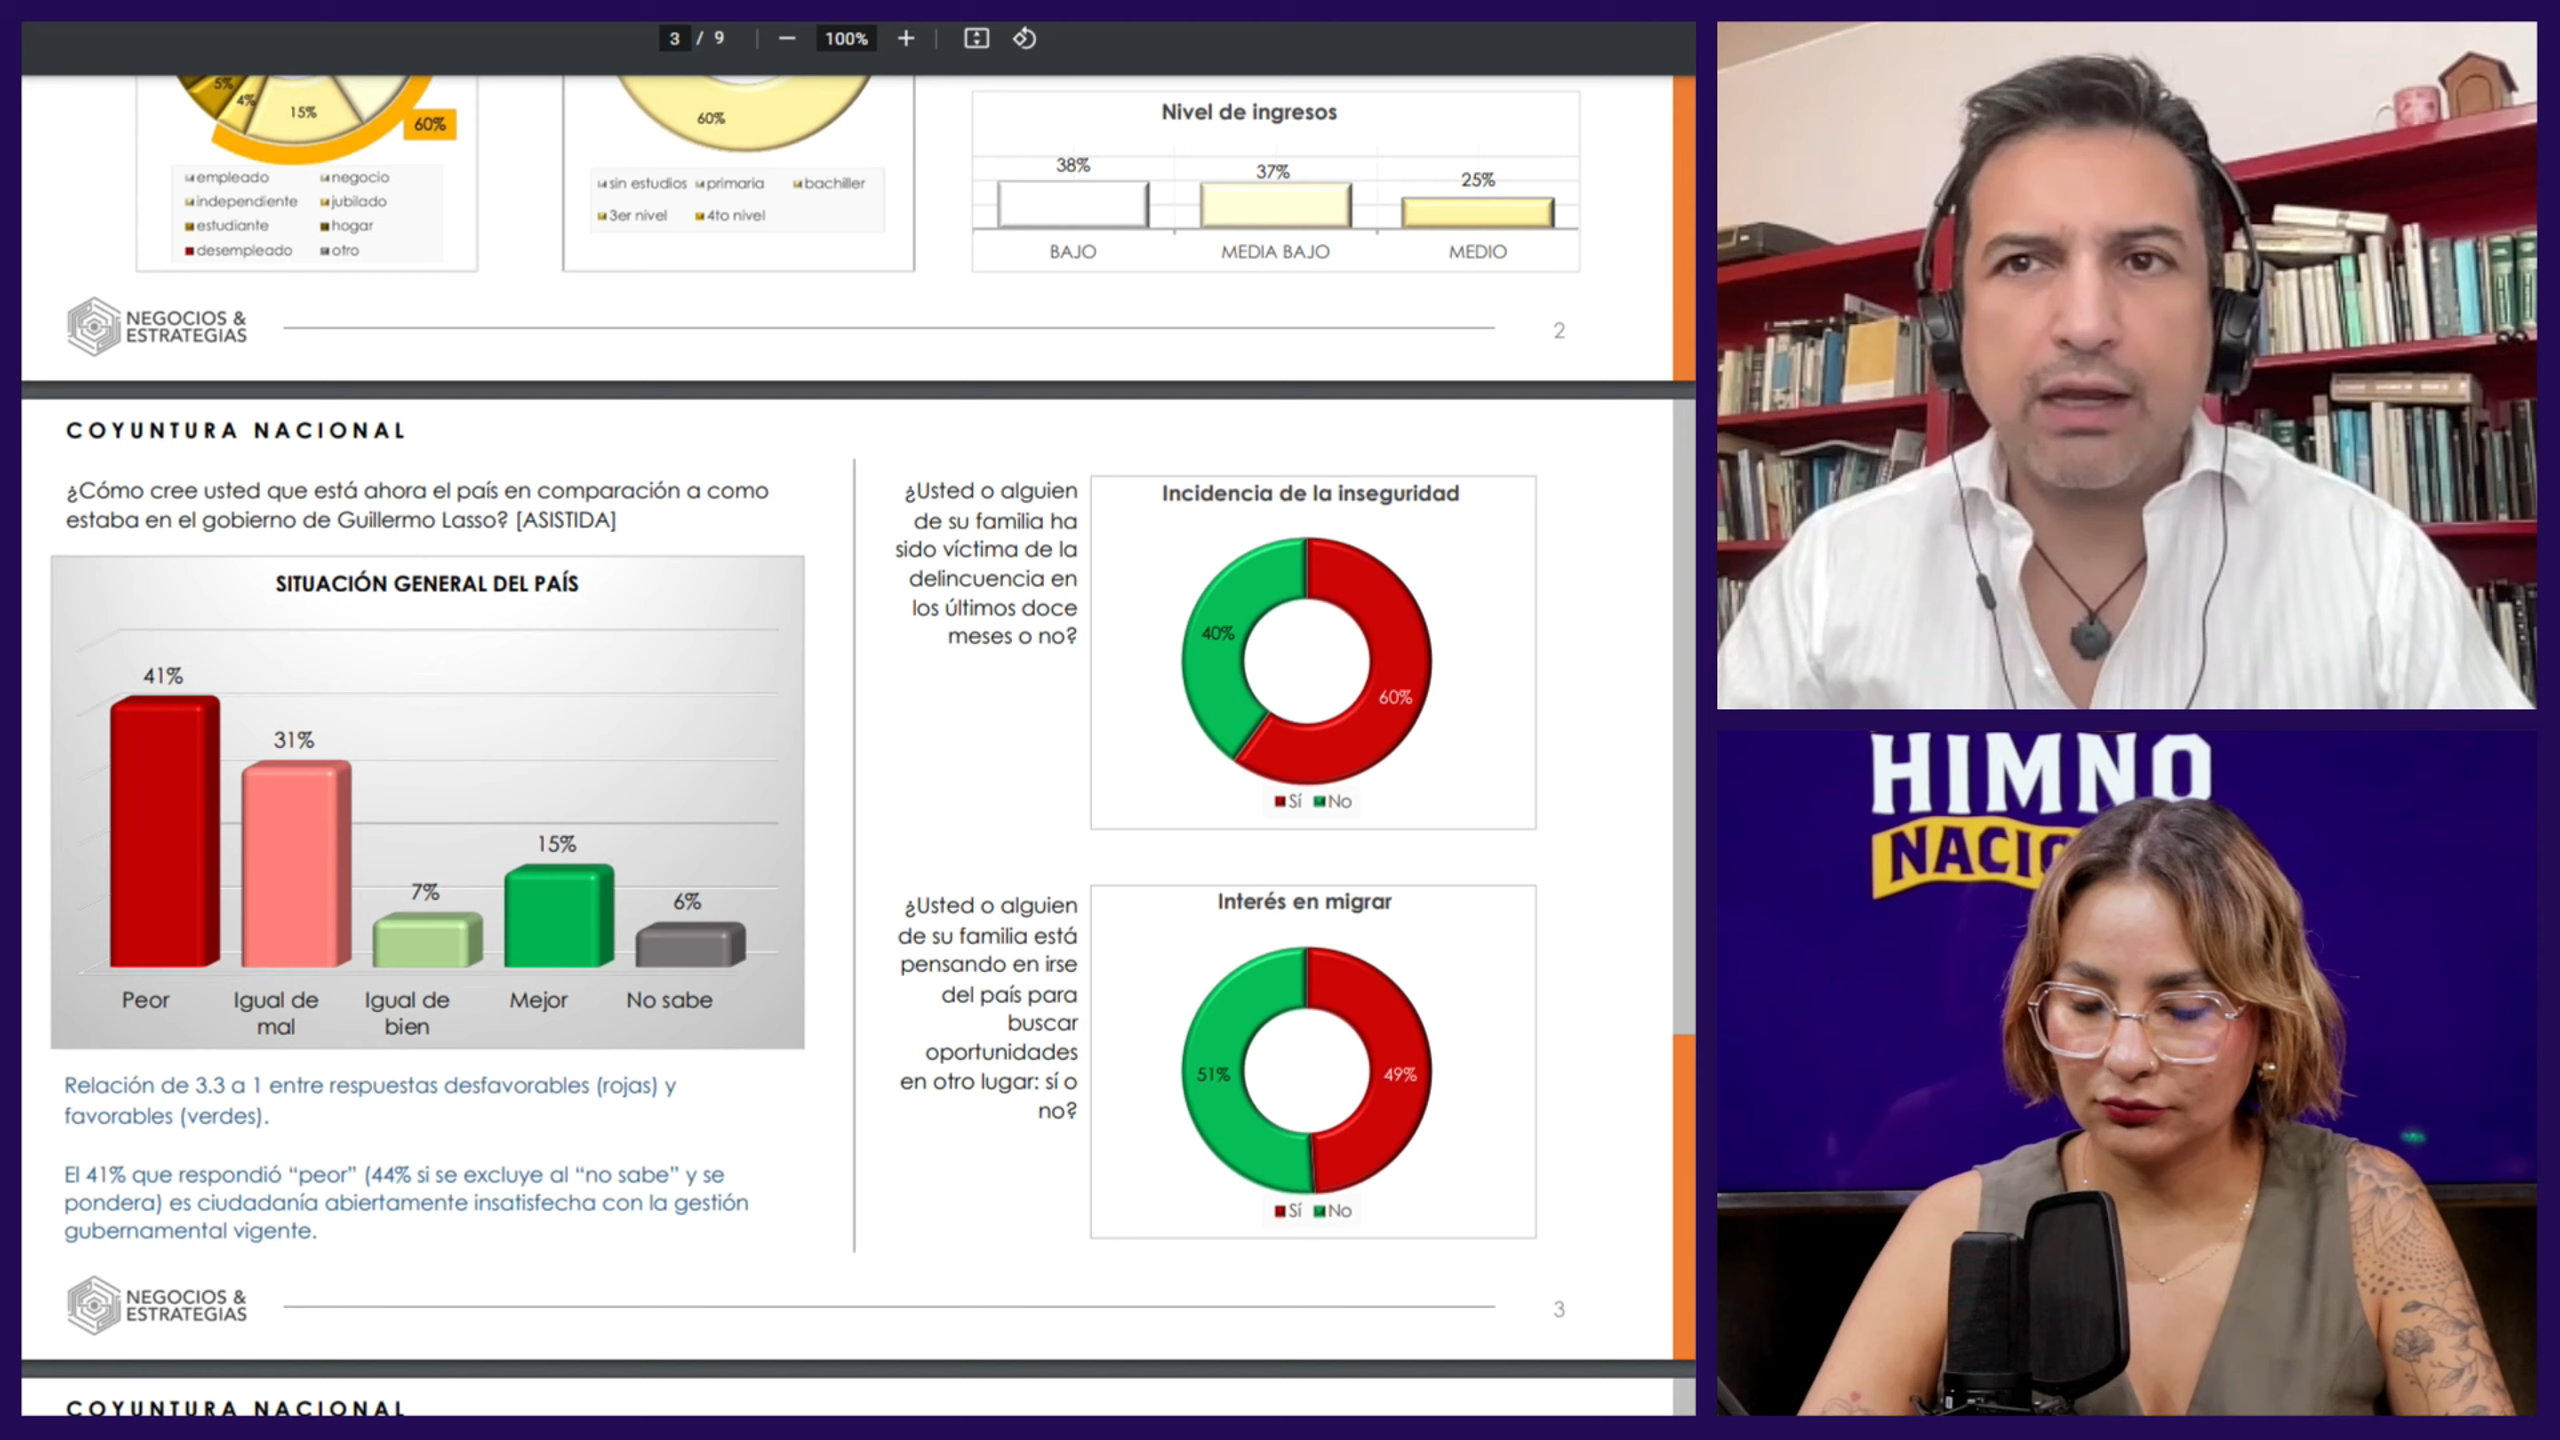 3 / 9
100%
5%
4%
15%
60%
empleado negocio
independiente jubilado
estudiante hogar
desempleado otro
60%
sin estudios primaria bachiller
3er nivel 4to nivel
Nivel de ingresos
38% 37% 25%
BAJO MEDIA BAJO MEDIO
NEGOCIOS &
ESTRATEGIAS
2
COYUNTURA NACIONAL
¿Cómo cree usted que está ahora el país en comparación a como
estaba en el gobierno de Guillermo Lasso? [ASISTIDA]
SITUACIÓN GENERAL DEL PAÍS
41%
31%
7%
15%
6%
Peor
Igual de
mal
Igual de
bien
Mejor
No sabe
Relación de 3.3 a 1 entre respuestas desfavorables (rojas) y
favorables (verdes).
El 41% que respondió “peor” (44% si se excluye al “no sabe” y se
pondera) es ciudadanía abiertamente insatisfecha con la gestión
gubernamental vigente.
¿Usted o alguien
de su familia ha
sido víctima de la
delincuencia en
los últimos doce
meses o no?
Incidencia de la inseguridad
40%
60%
Sí No
¿Usted o alguien
de su familia está
pensando en irse
del país para
buscar
oportunidades
en otro lugar: sí o
no?
Interés en migrar
51%
49%
Sí No
NEGOCIOS &
ESTRATEGIAS
3
COYUNTURA NACIONAL
HIMNO